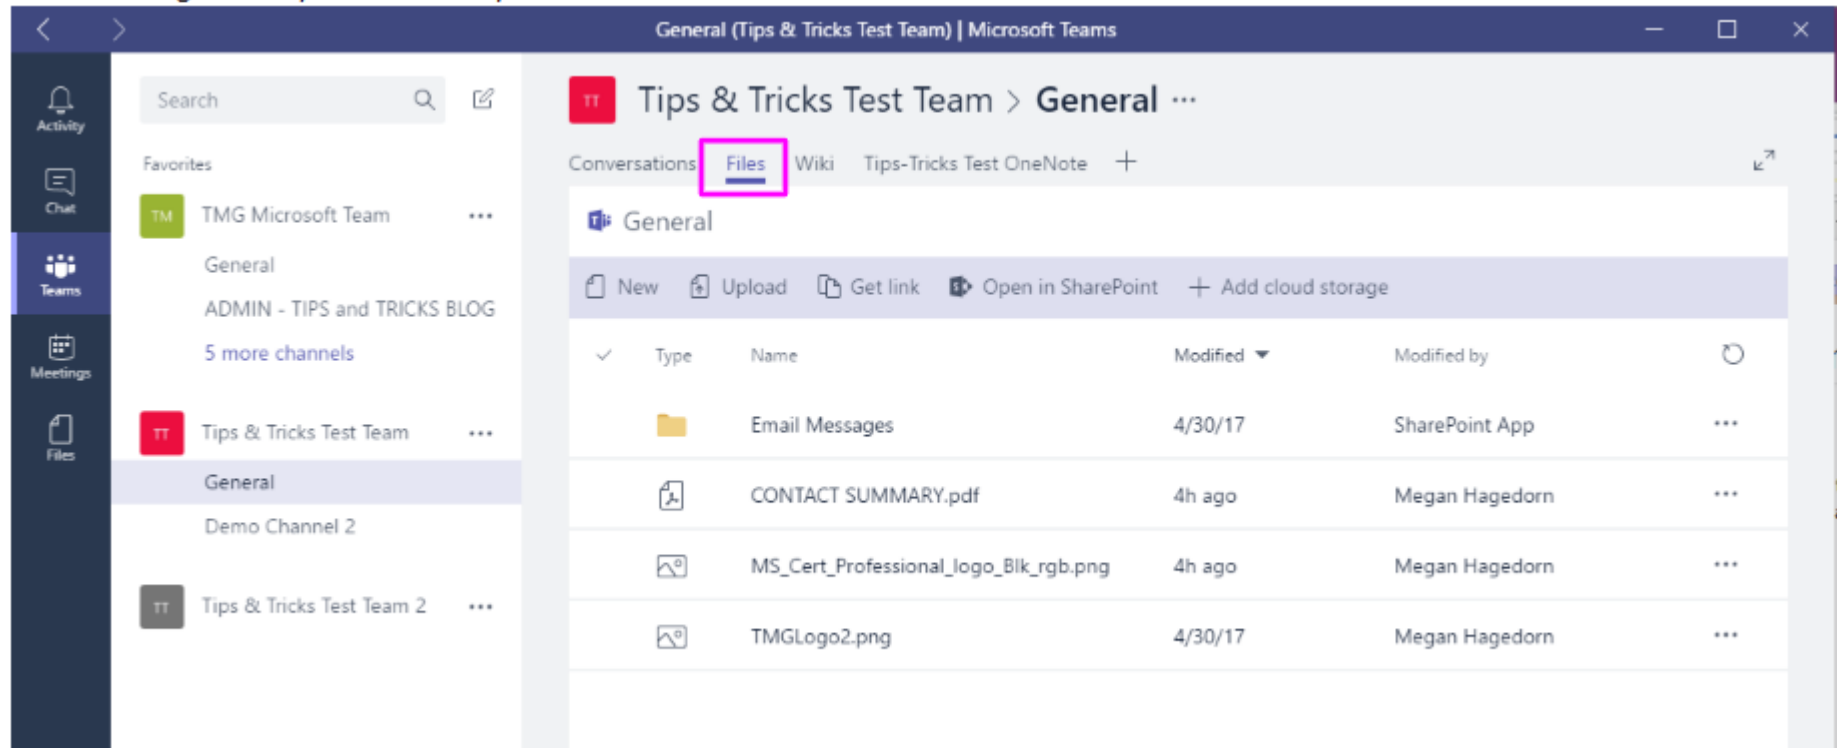 General (Tips & Tricks Test Team) | Microsoft Teams
Activity
Chat
Teams
Meetings
Files
Search
Favorites
TM TMG Microsoft Team ...
General
ADMIN - TIPS and TRICKS BLOG
5 more channels
TT Tips & Tricks Test Team ...
General
Demo Channel 2
TT Tips & Tricks Test Team 2 ...
TT Tips & Tricks Test Team > General ...
Conversations Files Wiki Tips-Tricks Test OneNote +
General
New Upload Get link Open in SharePoint + Add cloud storage
Type Name Modified Modified by
Email Messages 4/30/17 SharePoint App ...
CONTACT SUMMARY.pdf 4h ago Megan Hagedorn ...
MS_Cert_Professional_logo_Blk_rgb.png 4h ago Megan Hagedorn ...
TMGLogo2.png 4/30/17 Megan Hagedorn ...